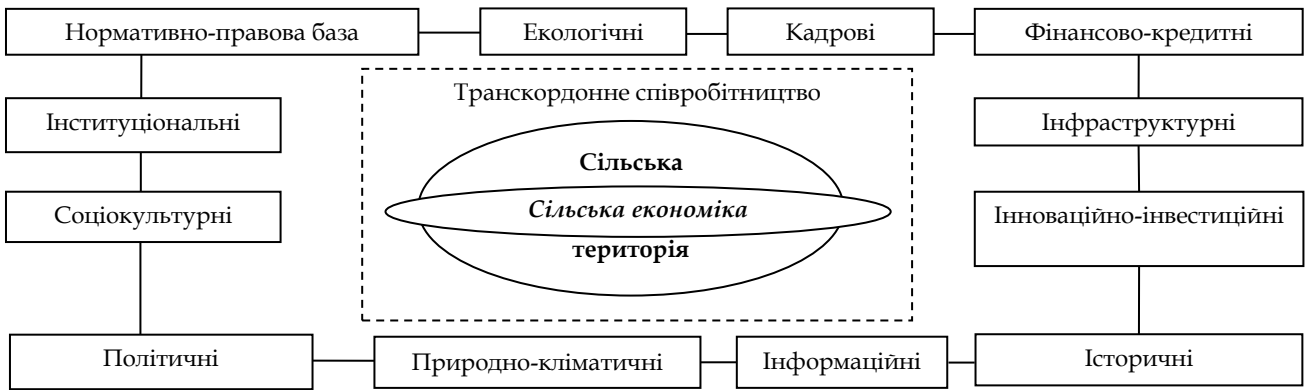 Нормативно-правова база
Екологічні
Кадрові
Фінансово-кредитні
Транскордонне співробітництво
Інституціональні
Інфраструктурні
Сільська
Соціокультурні
Сільська економіка
Інноваційно-інвестиційні
територія
Політичні
Природно-кліматичні
Інформаційні
Історичні